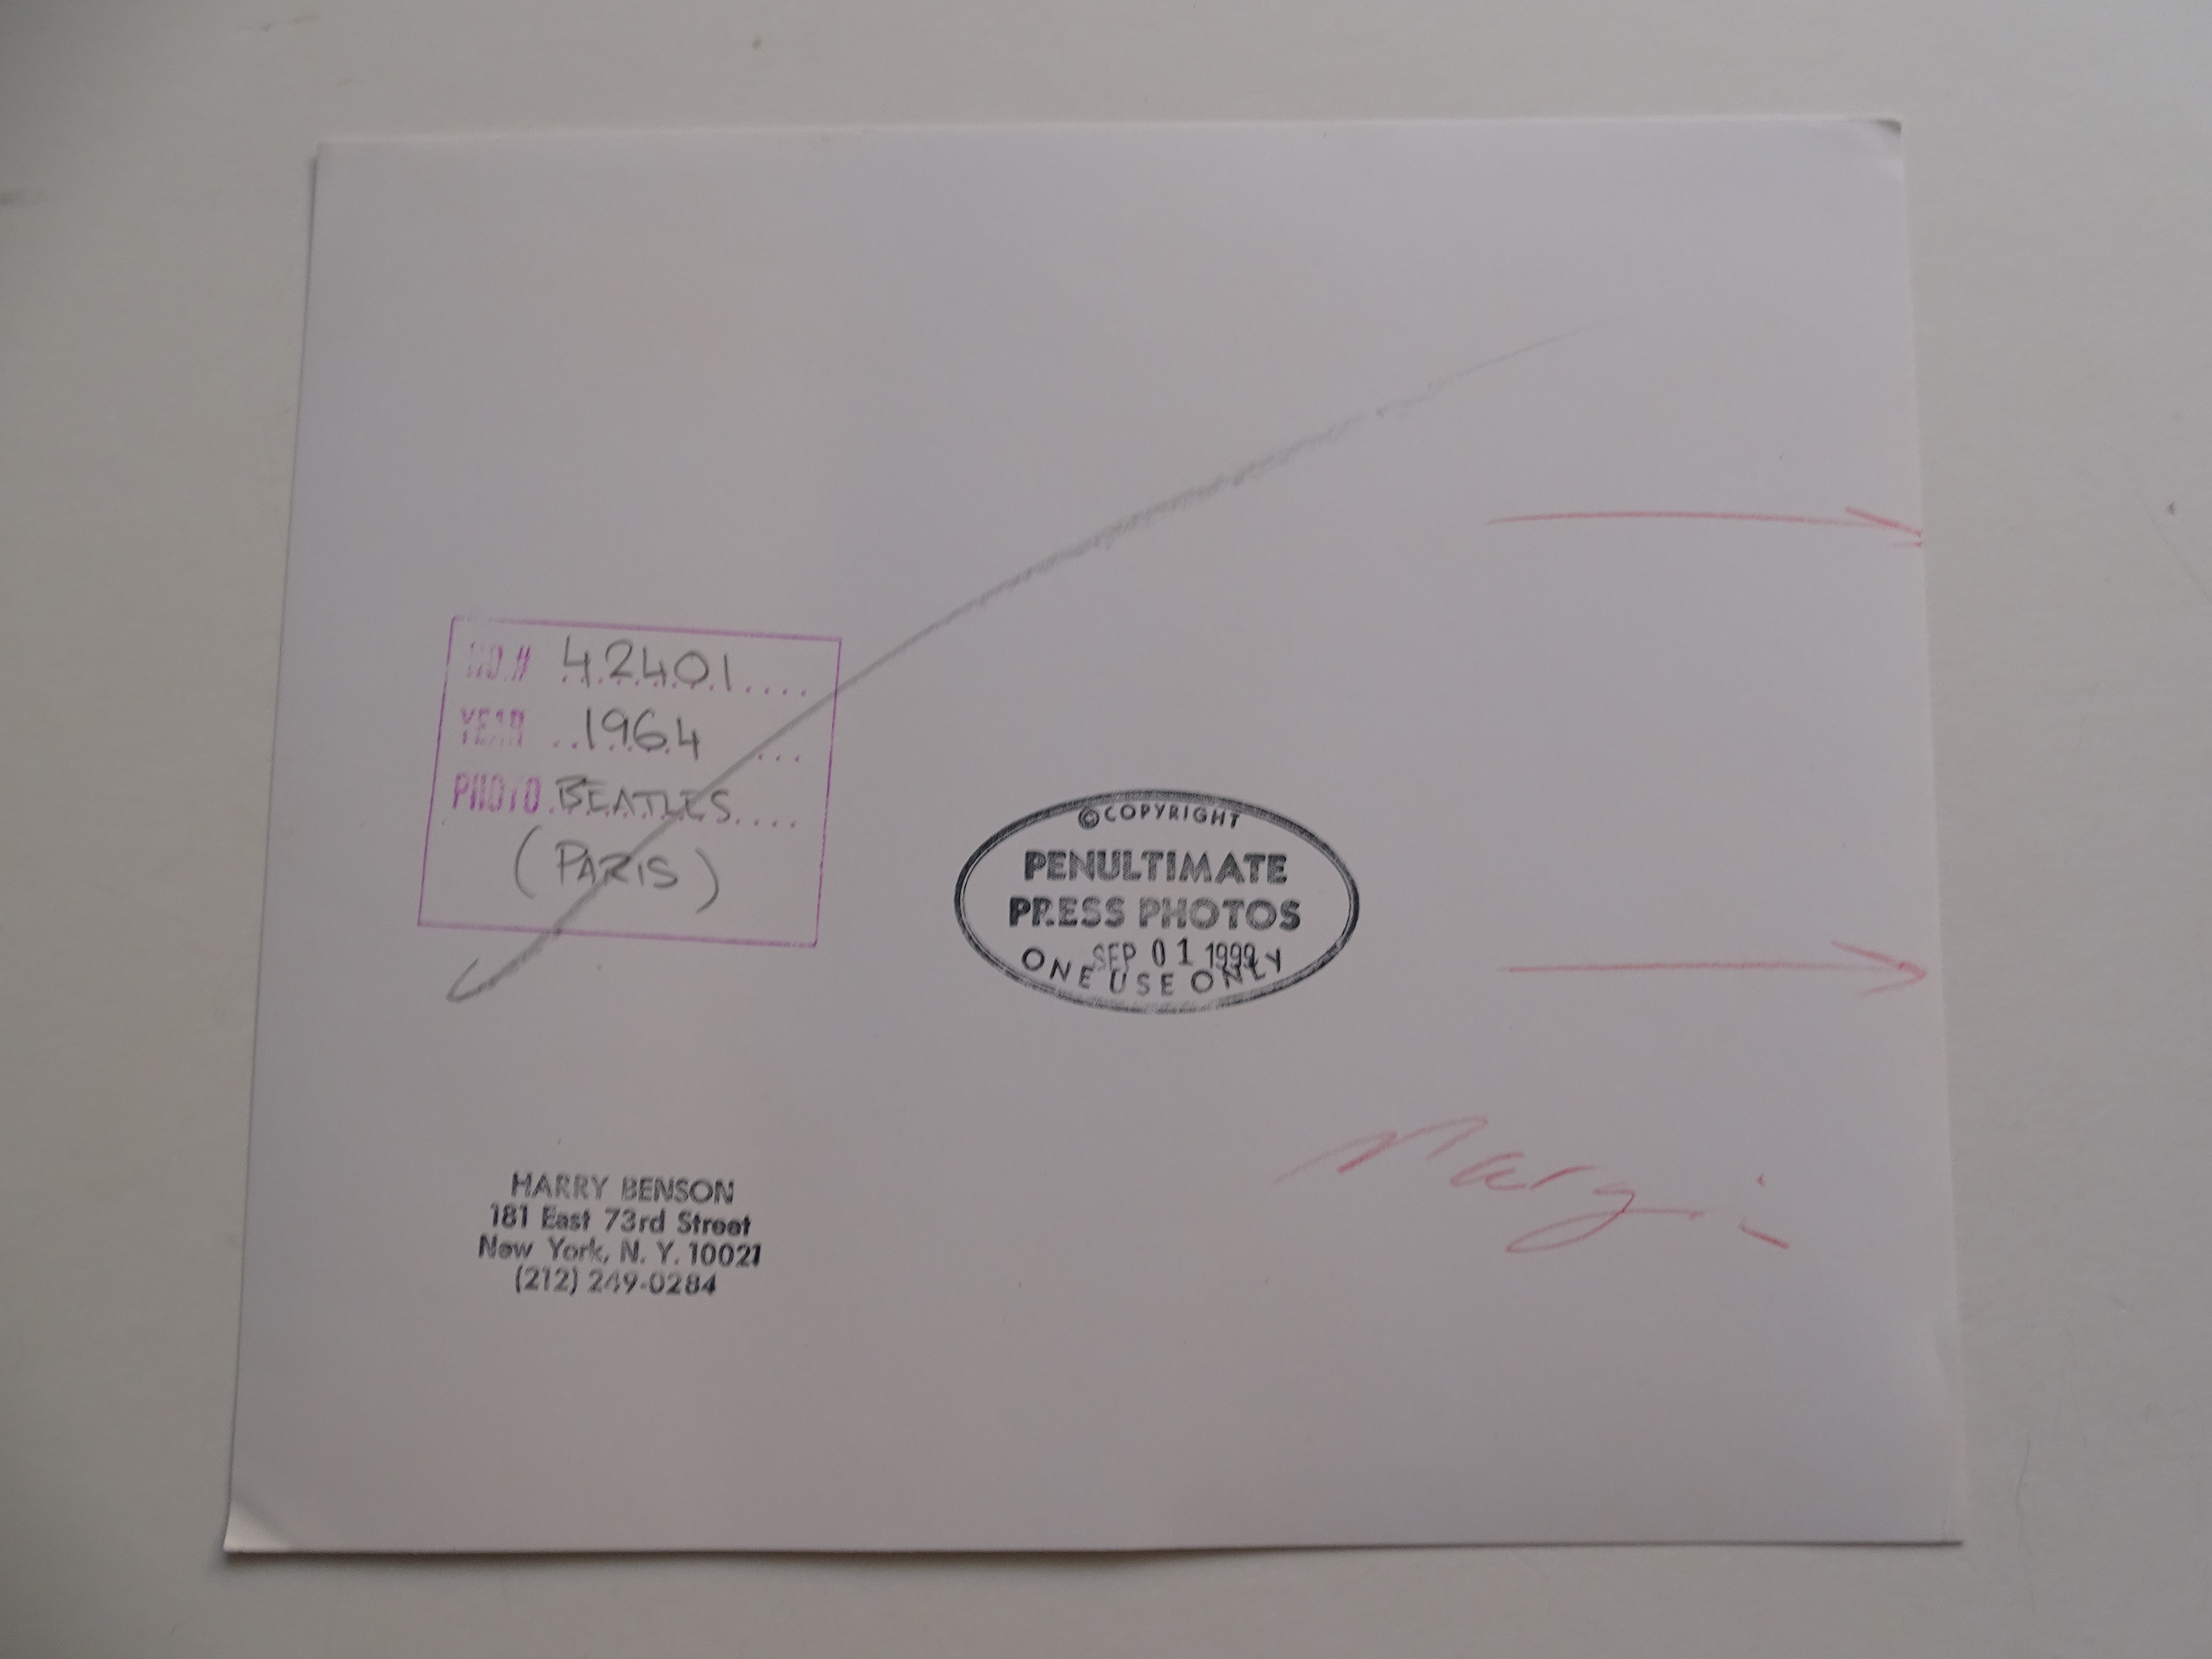 NO.# 42401
YEAR 1964
PHOTO BEATLES
(PARIS)
©COPYRIGHT
PENULTIMATE
PRESS PHOTOS
SEP 01 1999
ONE USE ONLY
HARRY BENSON
181 East 73rd Street
New York, N. Y. 10021
(212) 249-0284